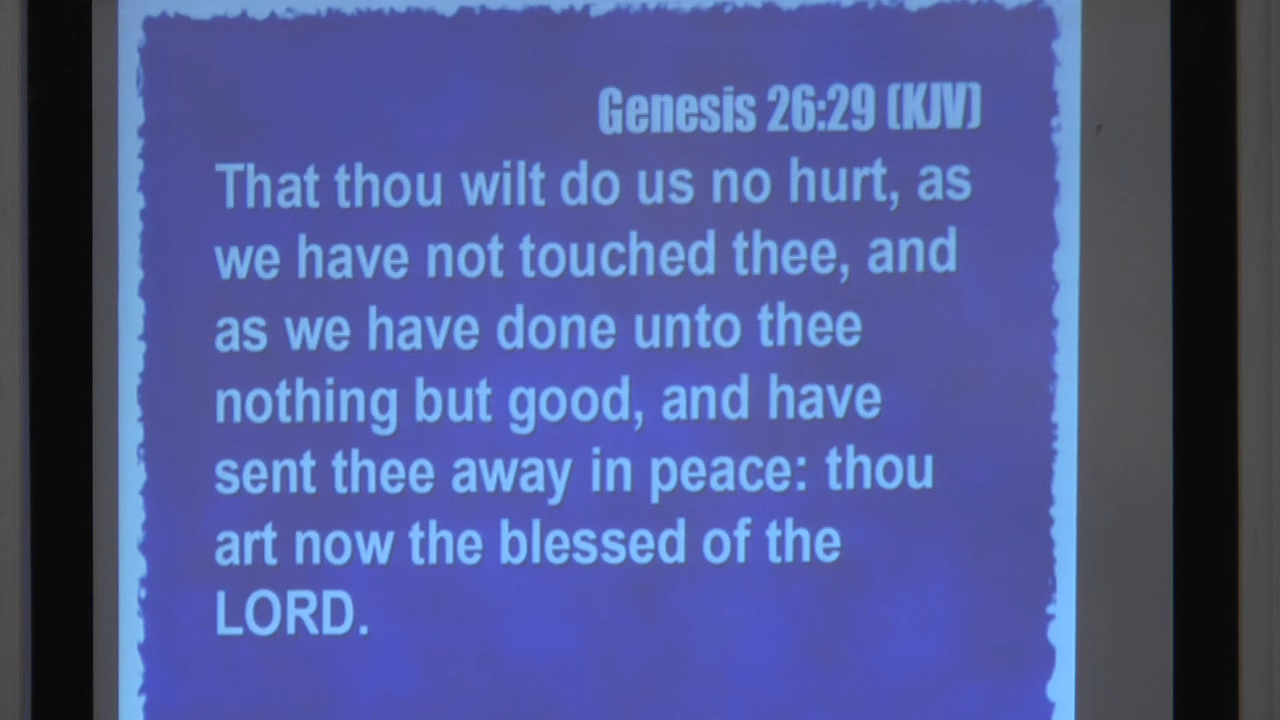 Genesis 26:29 (KJV)
That thou wilt do us no hurt, as
we have not touched thee, and
as we have done unto thee
nothing but good, and have
sent thee away in peace: thou
art now the blessed of the
LORD.